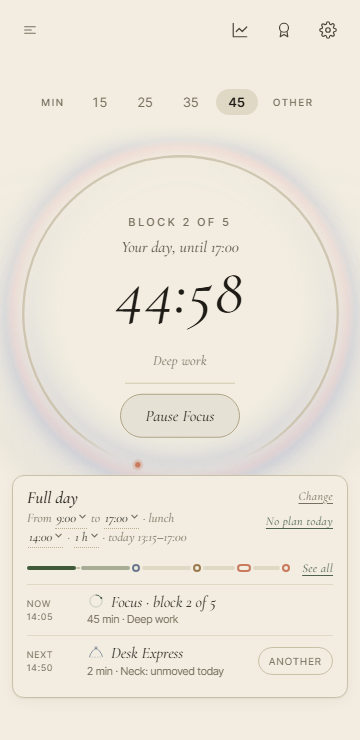 MIN 15 25 35 45 OTHER
BLOCK 2 OF 5
Your day, until 17:00
44:58
Deep work
Pause Focus
Full day
Change
From 9:00 to 17:00 · lunch
No plan today
14:00 · 1 h · today 13:15–17:00
See all
NOW
14:05
Focus · block 2 of 5
45 min · Deep work
NEXT
14:50
Desk Express
2 min · Neck: unmoved today
ANOTHER